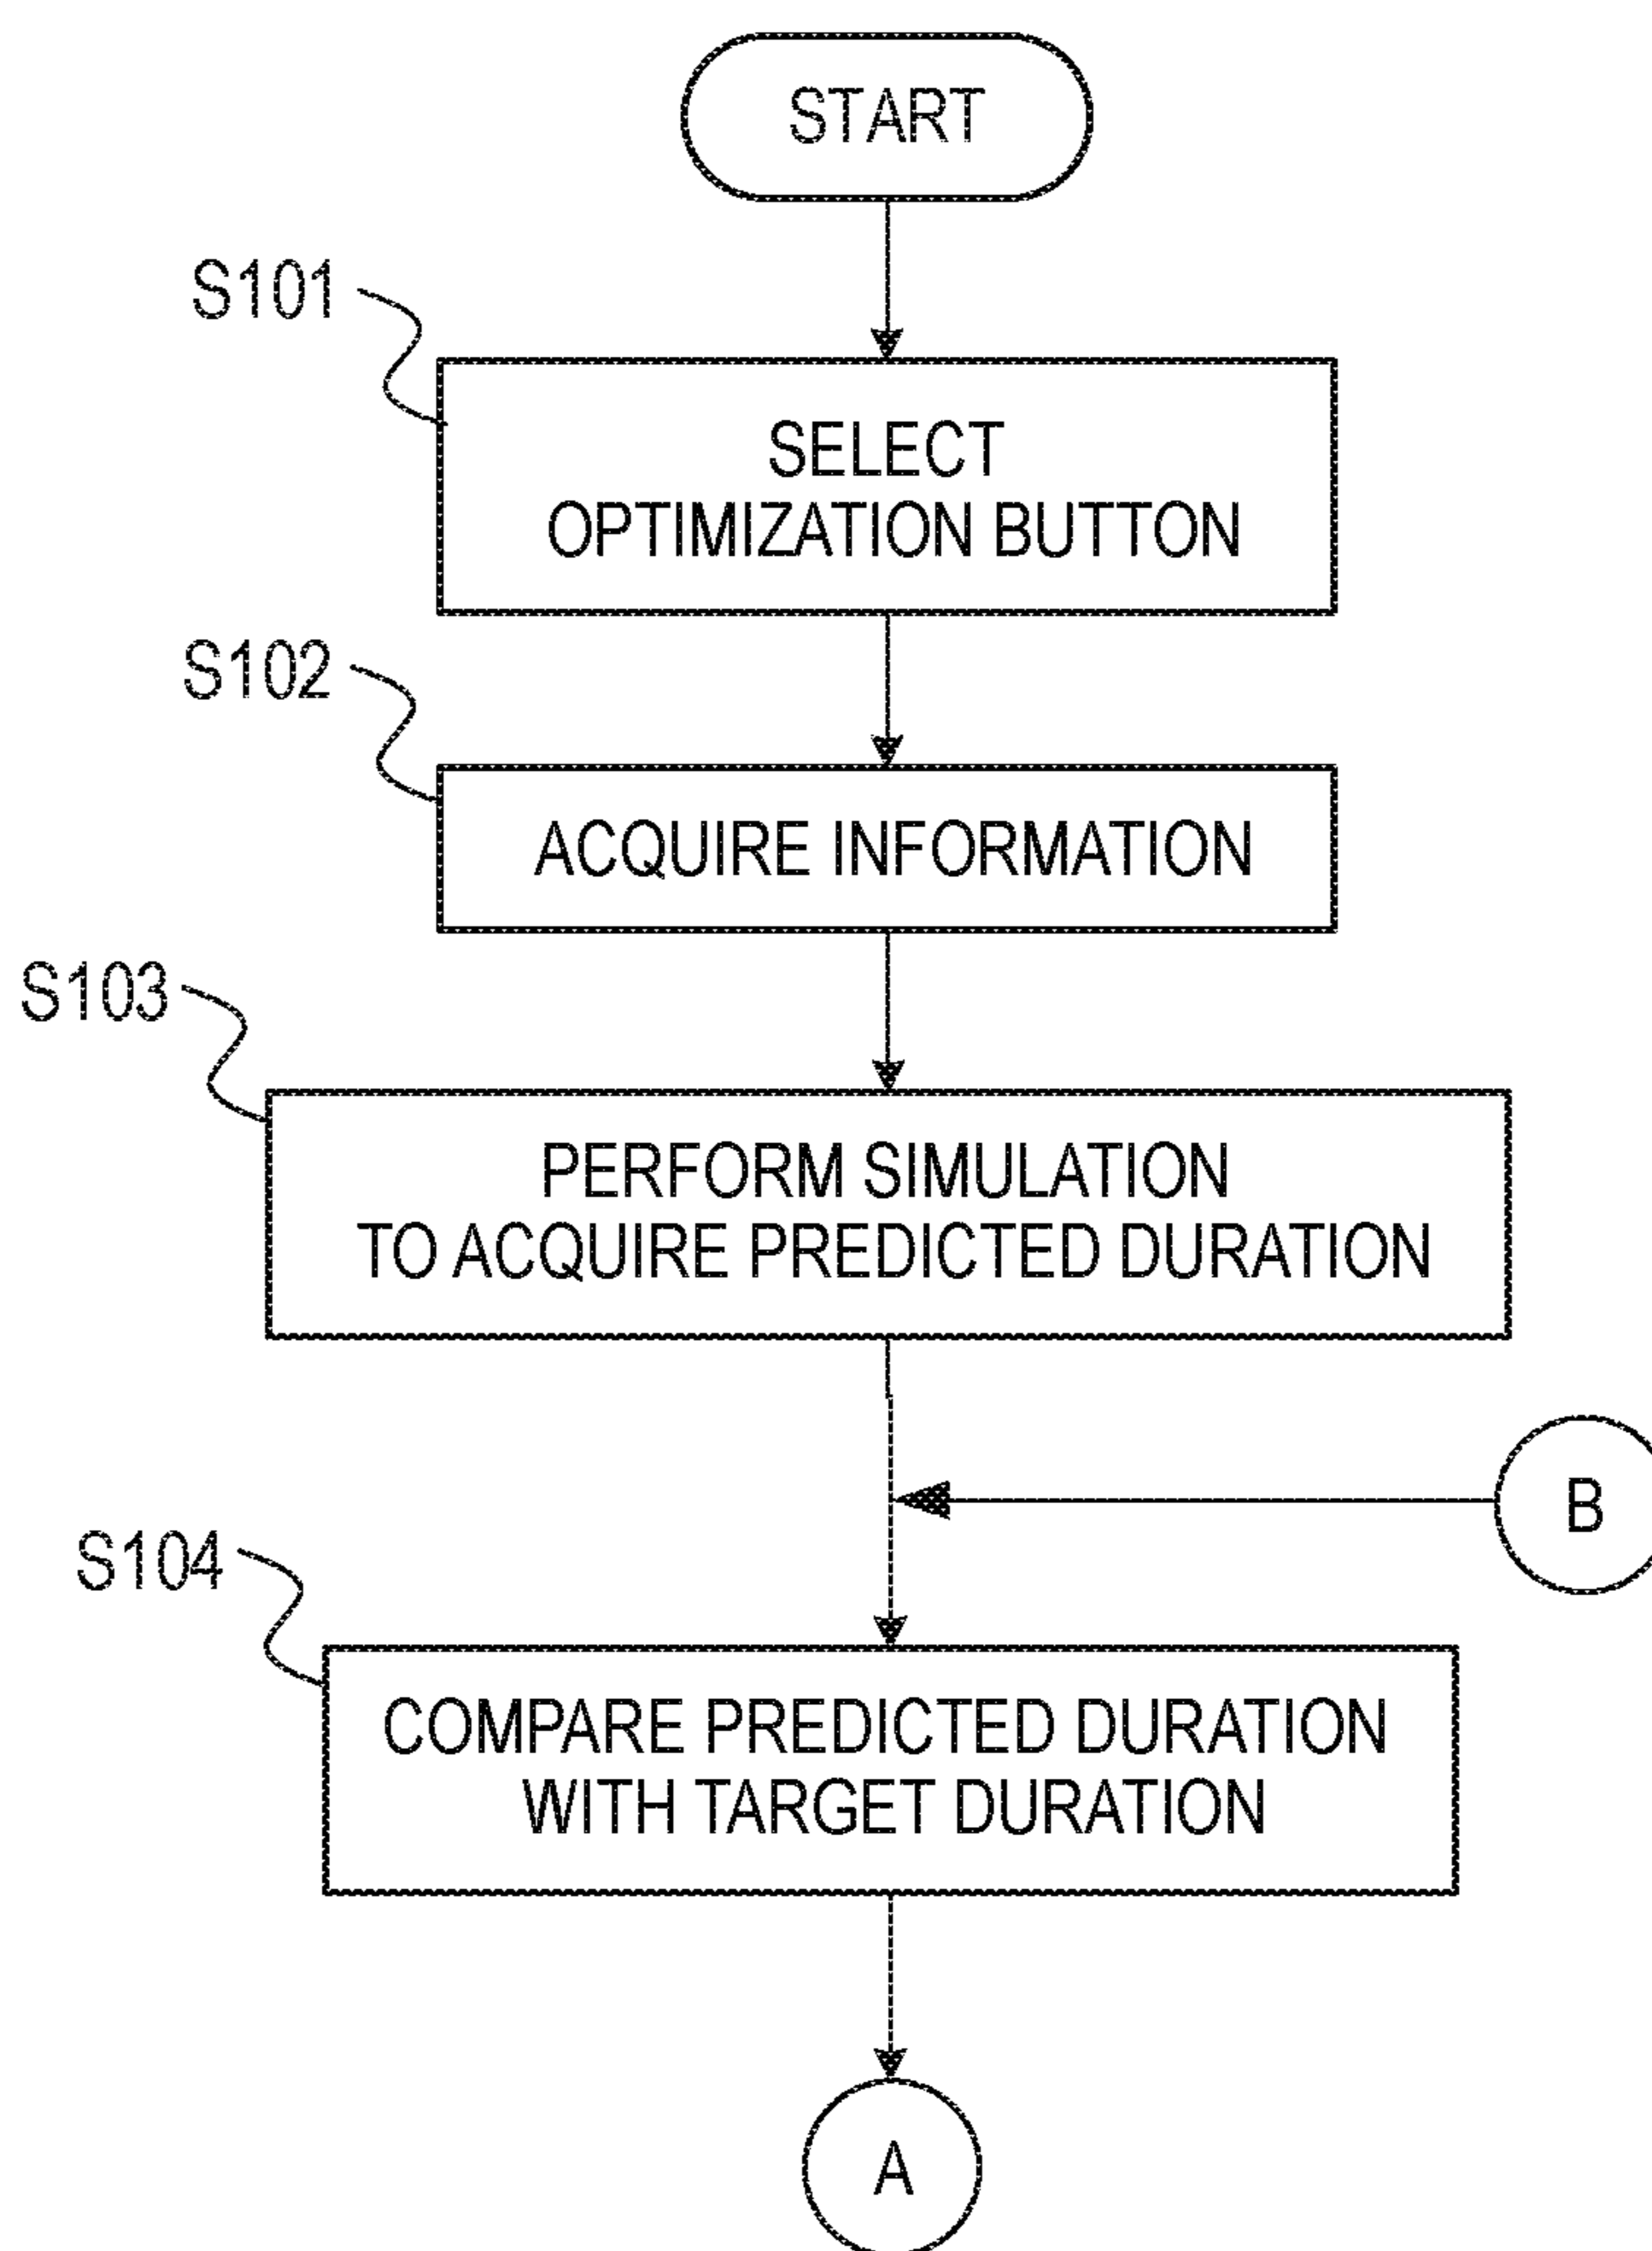 START
S101
SELECT
OPTIMIZATION BUTTON
S102
ACQUIRE INFORMATION
S103
PERFORM SIMULATION
TO ACQUIRE PREDICTED DURATION
B
S104
COMPARE PREDICTED DURATION
WITH TARGET DURATION
A